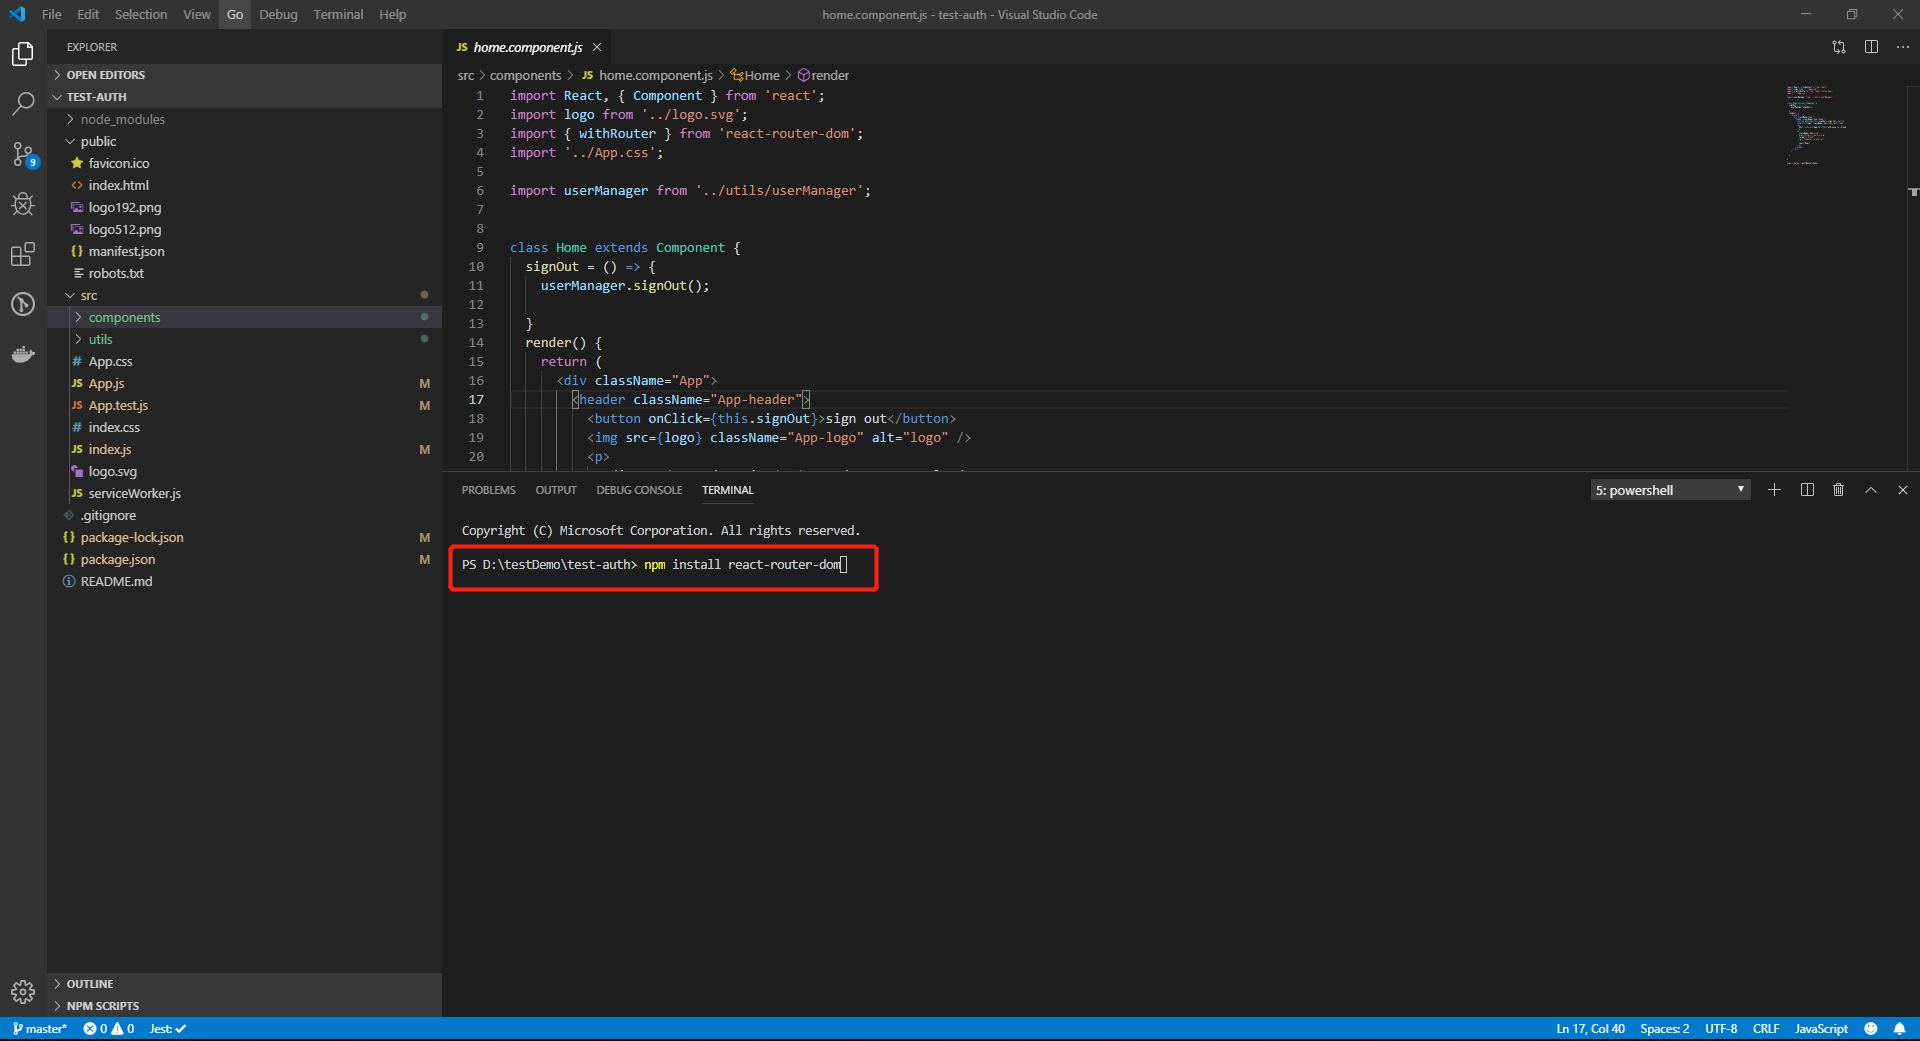 File Edit Selection View Go Debug Terminal Help
home.component.js - test-auth - Visual Studio Code
EXPLORER
OPEN EDITORS
TEST-AUTH
node_modules
public
favicon.ico
index.html
logo192.png
logo512.png
manifest.json
robots.txt
src
components
utils
App.css
App.js M
App.test.js M
index.css
index.js M
logo.svg
serviceWorker.js
.gitignore
package-lock.json M
package.json M
README.md
OUTLINE
NPM SCRIPTS
9
JS home.component.js
src > components > JS home.component.js > Home > render
1 import React, { Component } from 'react';
2 import logo from '../logo.svg';
3 import { withRouter } from 'react-router-dom';
4 import '../App.css';
5
6 import userManager from '../utils/userManager';
7
8
9 class Home extends Component {
10 signOut = () => {
11 userManager.signOut();
12
13 }
14 render() {
15 return (
16 <div className="App">
17 <header className="App-header">
18 <button onClick={this.signOut}>sign out</button>
19 <img src={logo} className="App-logo" alt="logo" />
20 <p>
PROBLEMS OUTPUT DEBUG CONSOLE TERMINAL
5: powershell
Copyright (C) Microsoft Corporation. All rights reserved.
PS D:\testDemo\test-auth> npm install react-router-dom
master* 0 0 Jest: ✓
Ln 17, Col 40 Spaces: 2 UTF-8 CRLF JavaScript